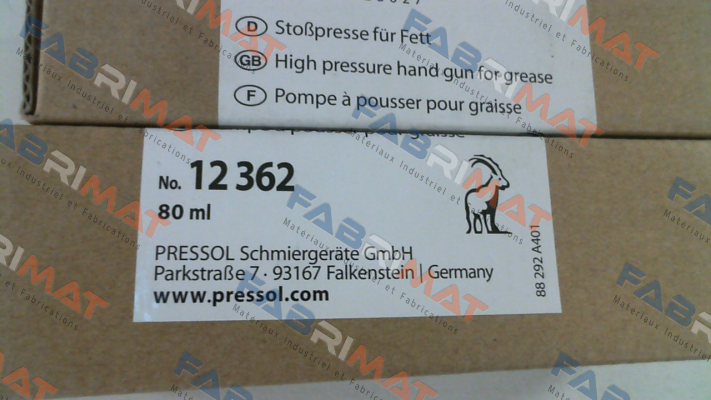 D Stoßpresse für Fett
GB High pressure hand gun for grease
F Pompe à pousser pour graisse
No. 12 362
80 ml
PRESSOL Schmiergeräte GmbH
Parkstraße 7 · 93167 Falkenstein | Germany
www.pressol.com
88 292 A401
FABRIMAT
Materiaux Industriel et Fabrications